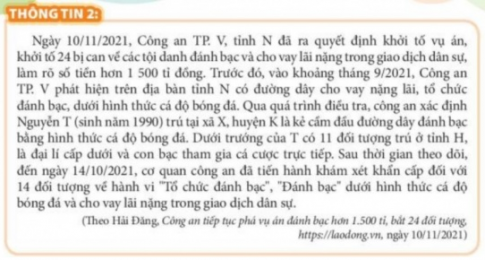 THÔNG TIN 2:
Ngày 10/11/2021, Công an TP. V, tỉnh N đã ra quyết định khởi tố vụ án,
khởi tố 24 bị can về các tội danh đánh bạc và cho vay lãi nặng trong giao dịch dân sự,
làm rõ số tiền hơn 1 500 tỉ đồng. Trước đó, vào khoảng tháng 9/2021, Công an
TP. V phát hiện trên địa bàn tỉnh N có đường dây cho vay nặng lãi, tổ chức
đánh bạc, dưới hình thức cá độ bóng đá. Qua quá trình điều tra, công an xác định
Nguyễn T (sinh năm 1990) trú tại xã X, huyện K là kẻ cầm đầu đường dây đánh bạc
bằng hình thức cá độ bóng đá. Dưới trướng của T có 11 đối tượng trú ở tỉnh H,
là đại lí cấp dưới và con bạc tham gia cá cược trực tiếp. Sau thời gian theo dõi,
đến ngày 14/10/2021, cơ quan công an đã tiến hành khám xét khẩn cấp đối với
14 đối tượng về hành vi "Tổ chức đánh bạc", "Đánh bạc" dưới hình thức cá độ
bóng đá và cho vay lãi nặng trong giao dịch dân sự.
(Theo Hải Đăng, Công an tiếp tục phá vụ án đánh bạc hơn 1.500 tỉ, bắt 24 đối tượng,
https://laodong.vn, ngày 10/11/2021)